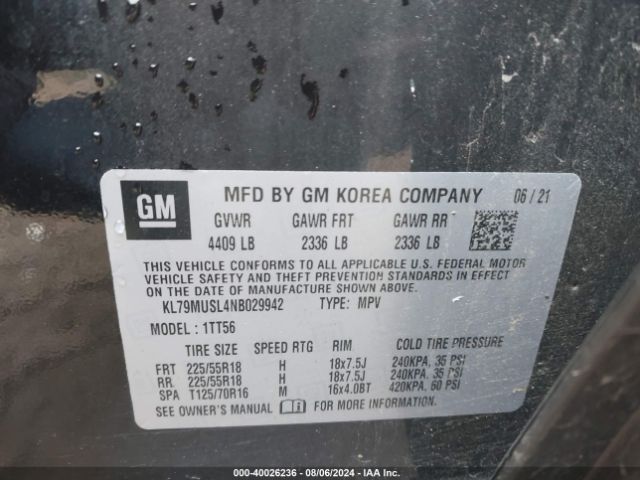 GM MFD BY GM KOREA COMPANY 06 / 21
GVWR GAWR FRT GAWR RR
4409 LB 2336 LB 2336 LB
THIS VEHICLE CONFORMS TO ALL APPLICABLE U.S. FEDERAL MOTOR
VEHICLE SAFETY AND THEFT PREVENTION STANDARDS IN EFFECT
ON THE DATE OF MANUFACTURE SHOWN ABOVE.
KL79MUSL4NB029942 TYPE: MPV
MODEL : 1TT56
TIRE SIZE SPEED RTG RIM COLD TIRE PRESSURE
FRT 225/55R18 H 18x7.5J 240KPA, 35 PSI
RR 225/55R18 H 18x7.5J 240KPA, 35 PSI
SPA T125/70R16 M 16x4.0BT 420KPA, 60 PSI
SEE OWNER'S MANUAL FOR MORE INFORMATION.
000-40026236 - 08/06/2024 - IAA Inc.